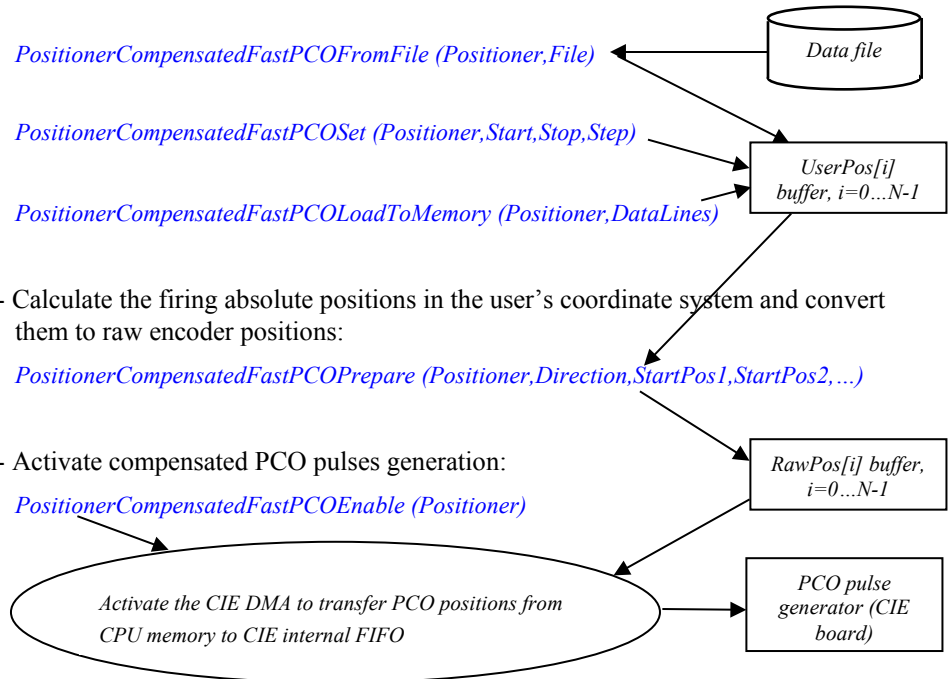 PositionerCompensatedFastPCOFromFile (Positioner,File)
Data file
PositionerCompensatedFastPCOSet (Positioner,Start,Stop,Step)
UserPos[i]
buffer, i=0…N-1
PositionerCompensatedFastPCOLoadToMemory (Positioner,DataLines)
- Calculate the firing absolute positions in the user’s coordinate system and convert
them to raw encoder positions:
PositionerCompensatedFastPCOPrepare (Positioner,Direction,StartPos1,StartPos2,…)
- Activate compensated PCO pulses generation:
RawPos[i] buffer,
i=0…N-1
PositionerCompensatedFastPCOEnable (Positioner)
Activate the CIE DMA to transfer PCO positions from
CPU memory to CIE internal FIFO
PCO pulse
generator (CIE
board)